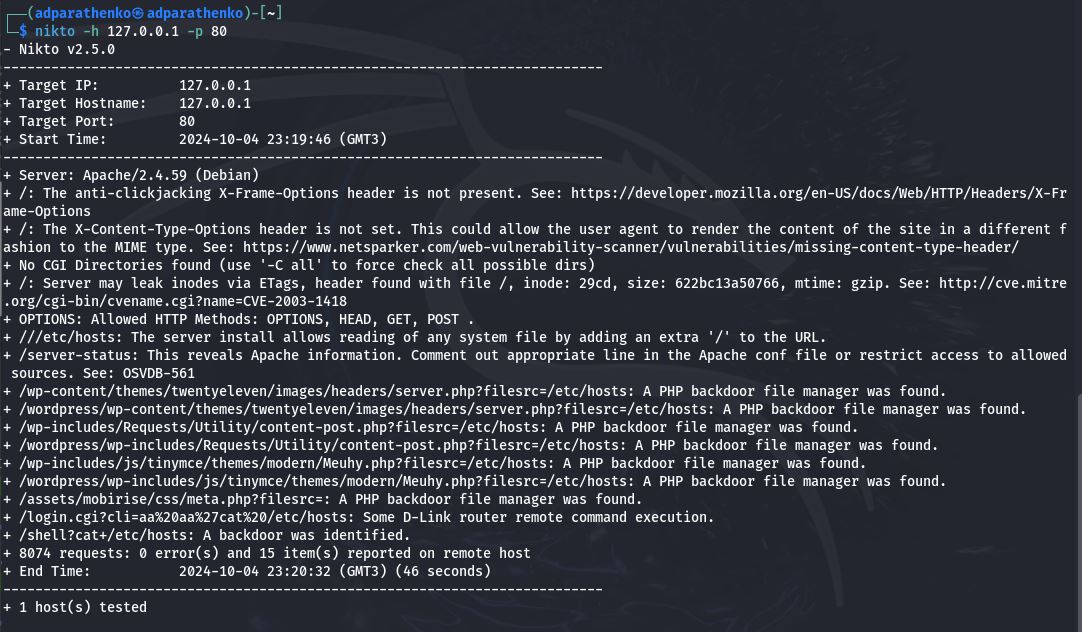 ┌──(adparathenko㉿adparathenko)-[~]
└─$ nikto -h 127.0.0.1 -p 80
- Nikto v2.5.0
---------------------------------------------------------------------------
+ Target IP:          127.0.0.1
+ Target Hostname:    127.0.0.1
+ Target Port:        80
+ Start Time:         2024-10-04 23:19:46 (GMT3)
---------------------------------------------------------------------------
+ Server: Apache/2.4.59 (Debian)
+ /: The anti-clickjacking X-Frame-Options header is not present. See: https://developer.mozilla.org/en-US/docs/Web/HTTP/Headers/X-Fr
ame-Options
+ /: The X-Content-Type-Options header is not set. This could allow the user agent to render the content of the site in a different f
ashion to the MIME type. See: https://www.netsparker.com/web-vulnerability-scanner/vulnerabilities/missing-content-type-header/
+ No CGI Directories found (use '-C all' to force check all possible dirs)
+ /: Server may leak inodes via ETags, header found with file /, inode: 29cd, size: 622bc13a50766, mtime: gzip. See: http://cve.mitre
.org/cgi-bin/cvename.cgi?name=CVE-2003-1418
+ OPTIONS: Allowed HTTP Methods: OPTIONS, HEAD, GET, POST .
+ ///etc/hosts: The server install allows reading of any system file by adding an extra '/' to the URL.
+ /server-status: This reveals Apache information. Comment out appropriate line in the Apache conf file or restrict access to allowed
 sources. See: OSVDB-561
+ /wp-content/themes/twentyeleven/images/headers/server.php?filesrc=/etc/hosts: A PHP backdoor file manager was found.
+ /wordpress/wp-content/themes/twentyeleven/images/headers/server.php?filesrc=/etc/hosts: A PHP backdoor file manager was found.
+ /wp-includes/Requests/Utility/content-post.php?filesrc=/etc/hosts: A PHP backdoor file manager was found.
+ /wordpress/wp-includes/Requests/Utility/content-post.php?filesrc=/etc/hosts: A PHP backdoor file manager was found.
+ /wp-includes/js/tinymce/themes/modern/Meuhy.php?filesrc=/etc/hosts: A PHP backdoor file manager was found.
+ /wordpress/wp-includes/js/tinymce/themes/modern/Meuhy.php?filesrc=/etc/hosts: A PHP backdoor file manager was found.
+ /assets/mobirise/css/meta.php?filesrc=: A PHP backdoor file manager was found.
+ /login.cgi?cli=aa%20aa%27cat%20/etc/hosts: Some D-Link router remote command execution.
+ /shell?cat+/etc/hosts: A backdoor was identified.
+ 8074 requests: 0 error(s) and 15 item(s) reported on remote host
+ End Time:           2024-10-04 23:20:32 (GMT3) (46 seconds)
---------------------------------------------------------------------------
+ 1 host(s) tested